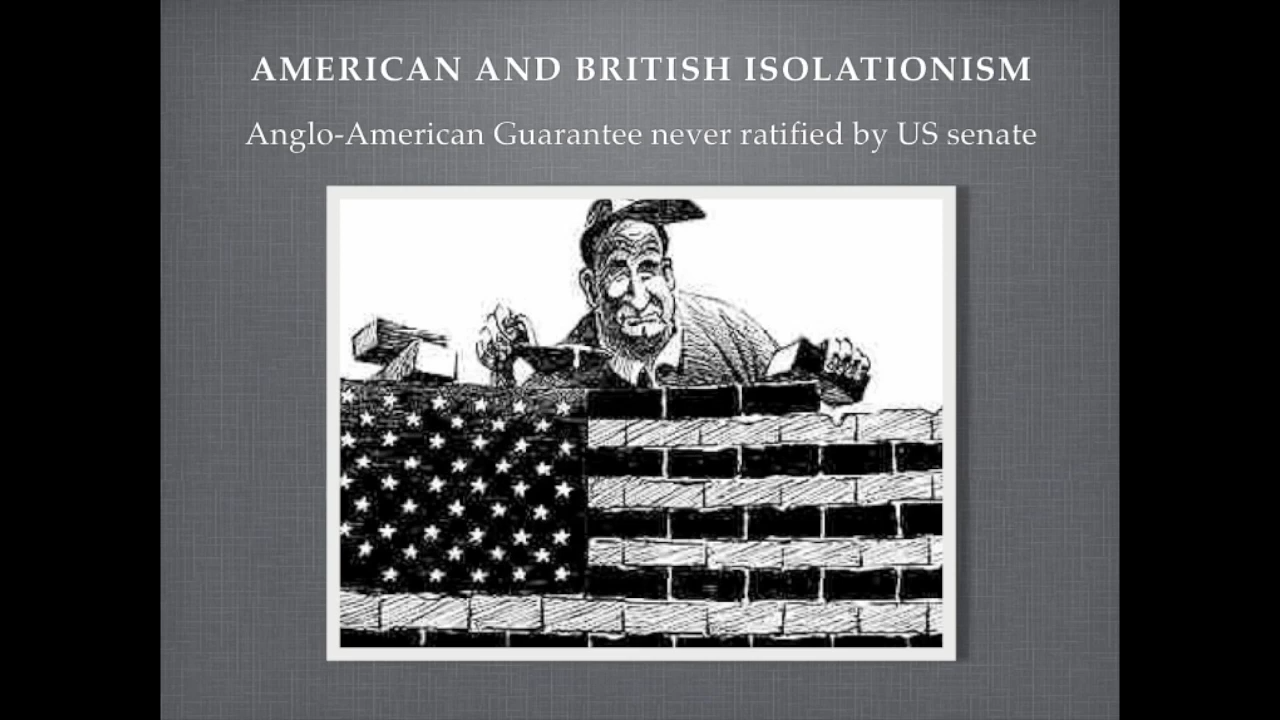 AMERICAN AND BRITISH ISOLATIONISM
Anglo-American Guarantee never ratified by US senate